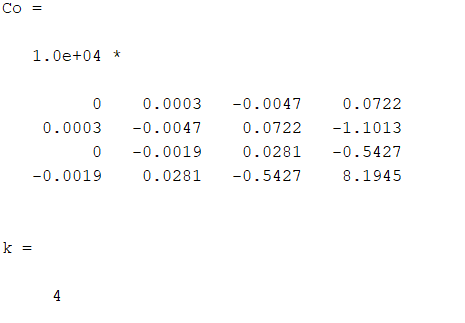 Co =
1.0e+04 *
0 0.0003 -0.0047 0.0722
0.0003 -0.0047 0.0722 -1.1013
0 -0.0019 0.0281 -0.5427
-0.0019 0.0281 -0.5427 8.1945
k =
4